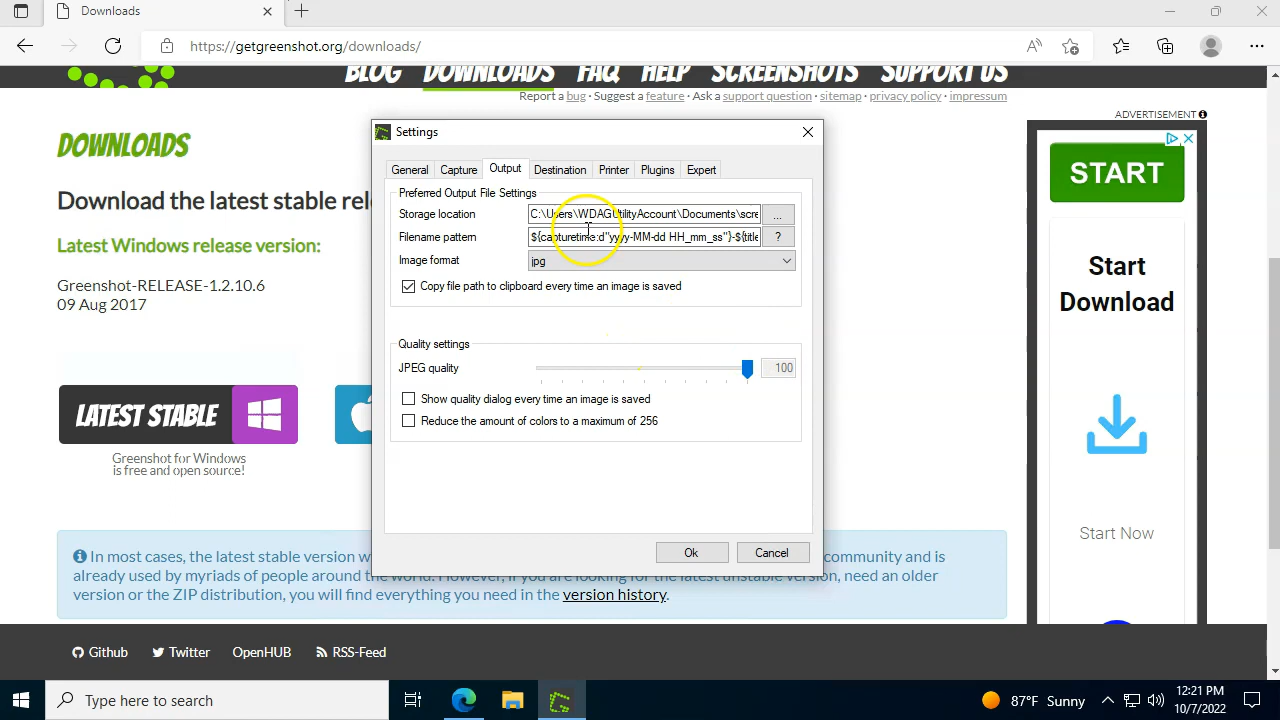 Downloads
https://getgreenshot.org/downloads/
BLOG DOWNLOADS FAQ HELP SCREENSHOTS SUPPORT US
Report a bug · Suggest a feature · Ask a support question · sitemap · privacy policy · impressum
ADVERTISEMENT
DOWNLOADS
Download the latest stable rel
Latest Windows release version:
Greenshot-RELEASE-1.2.10.6
09 Aug 2017
LATEST STABLE
Greenshot for Windows
is free and open source!
Settings
General Capture Output Destination Printer Plugins Expert
Preferred Output File Settings
Storage location C:\Users\WDAGUtilityAccount\Documents\scre ...
Filename pattern ${capturetime:d"yyyy-MM-dd HH_mm_ss"}-${title ?
Image format jpg
Copy file path to clipboard every time an image is saved
Quality settings
JPEG quality 100
Show quality dialog every time an image is saved
Reduce the amount of colors to a maximum of 256
Ok Cancel
START
Start
Download
Start Now
In most cases, the latest stable version w community and is
already used by myriads of people around the world. However, if you are looking for the latest unstable version, need an older
version or the ZIP distribution, you will find everything you need in the version history.
Github Twitter OpenHUB RSS-Feed
Type here to search
87°F Sunny
12:21 PM
10/7/2022